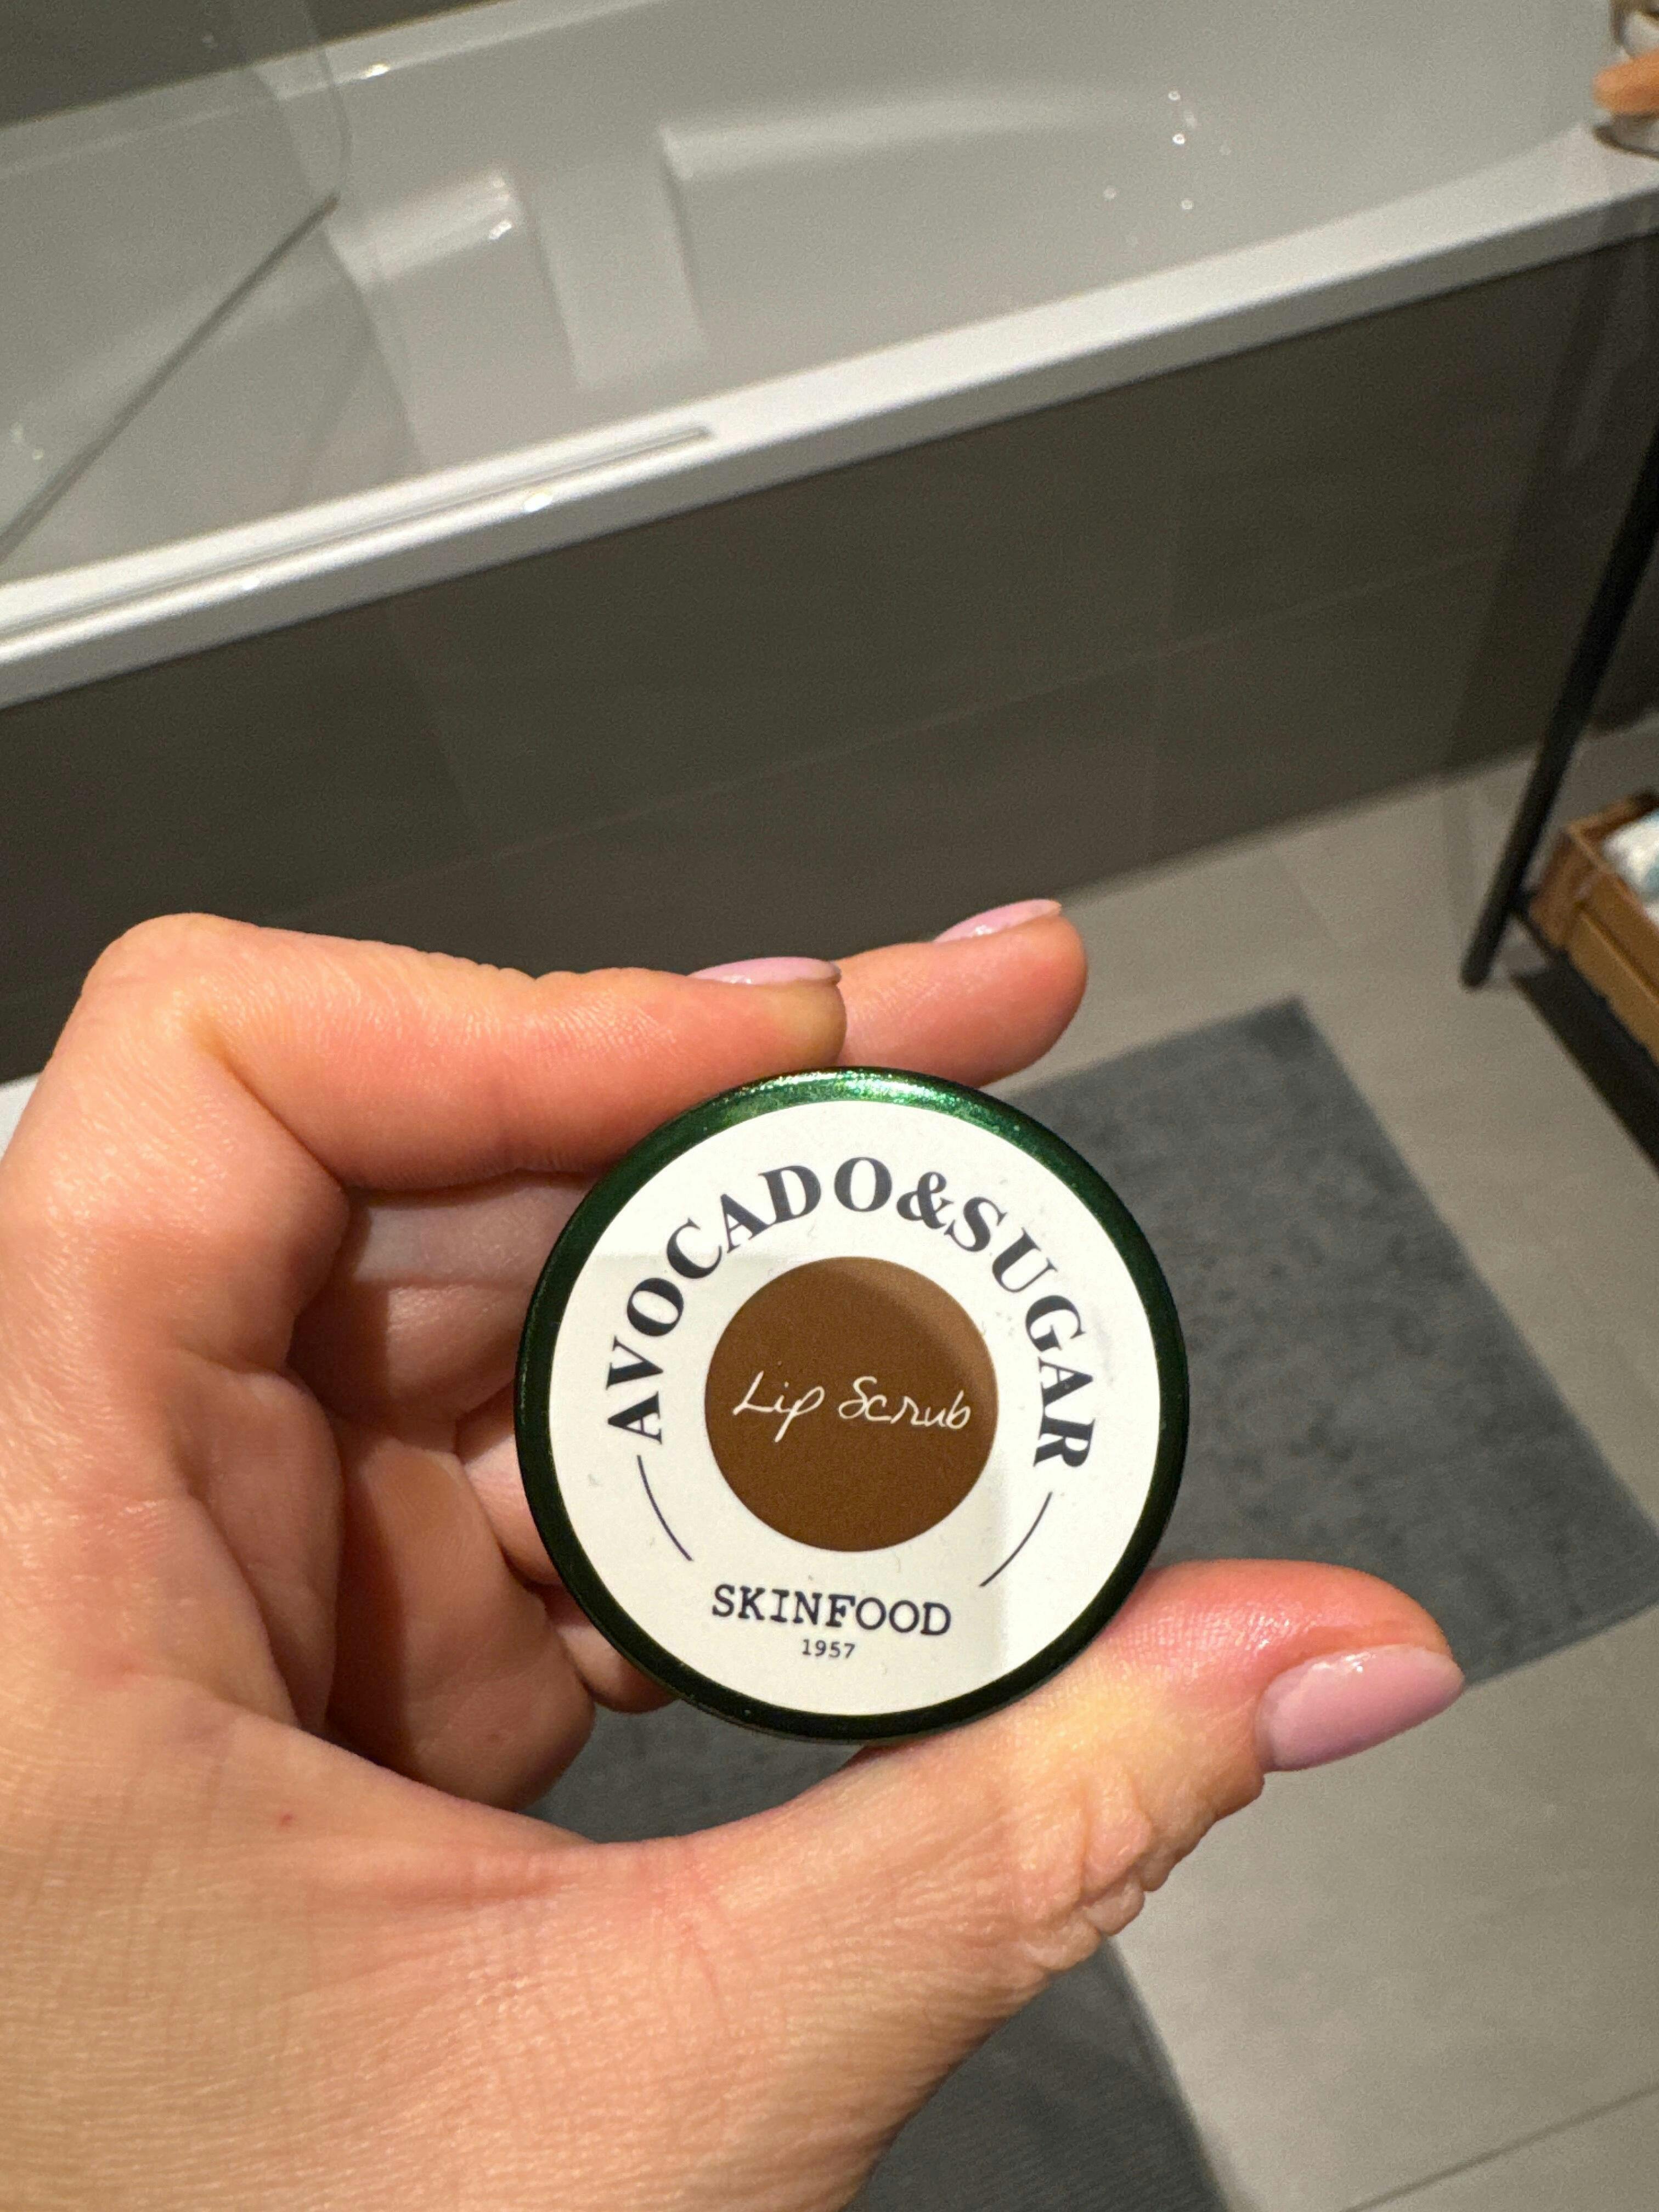 AVOCADO&SUGAR
Lip Scrub
SKINFOOD
1957